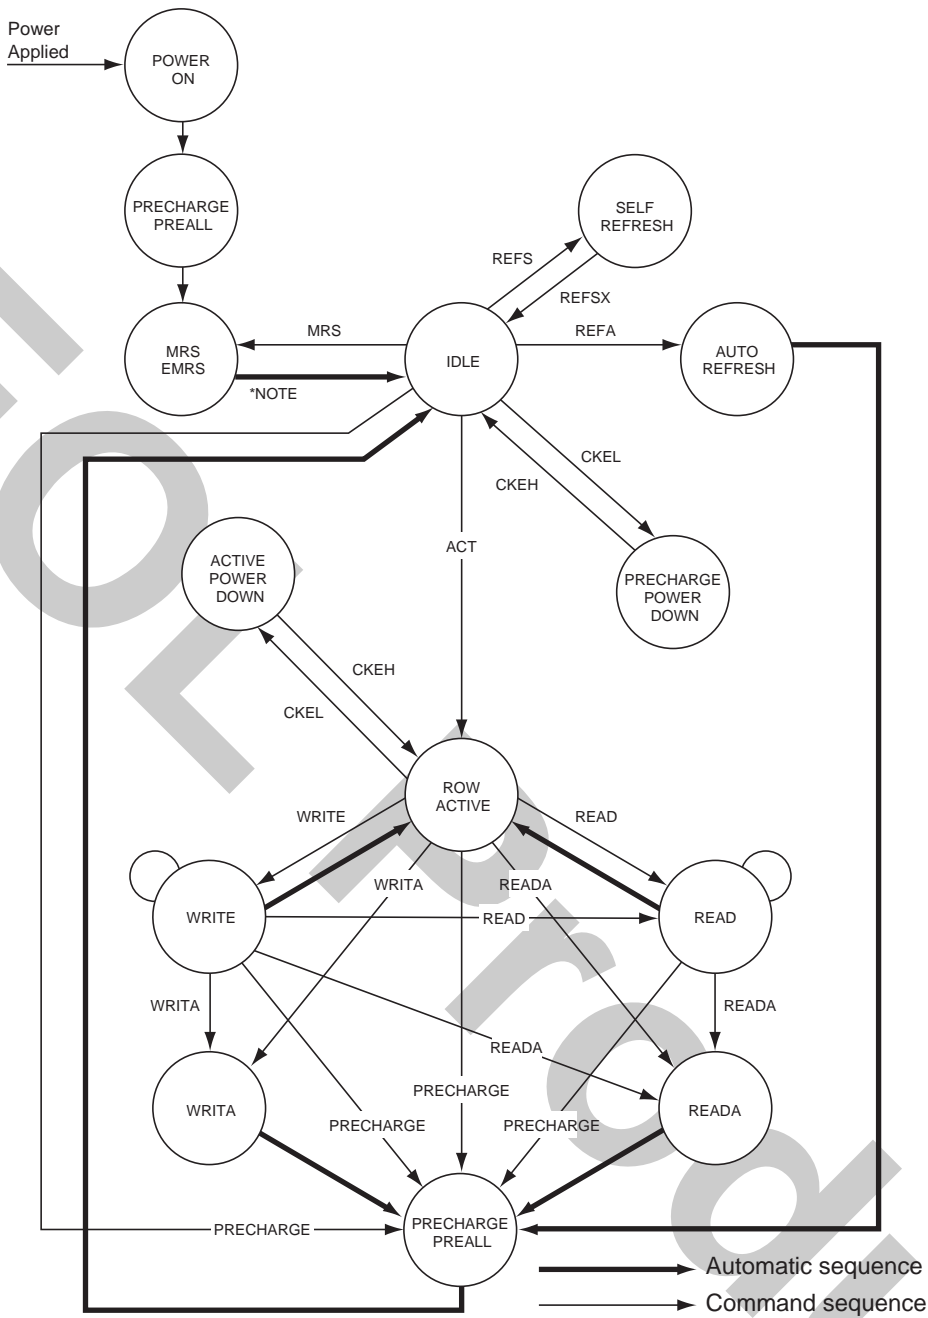 Power
Applied
POWER
ON
PRECHARGE
PREALL
SELF
REFRESH
REFS
REFSX
MRS
REFA
MRS
EMRS
IDLE
AUTO
REFRESH
*NOTE
CKEL
CKEH
ACT
ACTIVE
POWER
DOWN
PRECHARGE
POWER
DOWN
CKEH
CKEL
ROW
ACTIVE
WRITE
READ
WRITA
READA
WRITE
READ
READ
WRITA
READA
READA
WRITA
PRECHARGE
READA
PRECHARGE
PRECHARGE
PRECHARGE
PRECHARGE
PREALL
Automatic sequence
Command sequence
EOL Prod